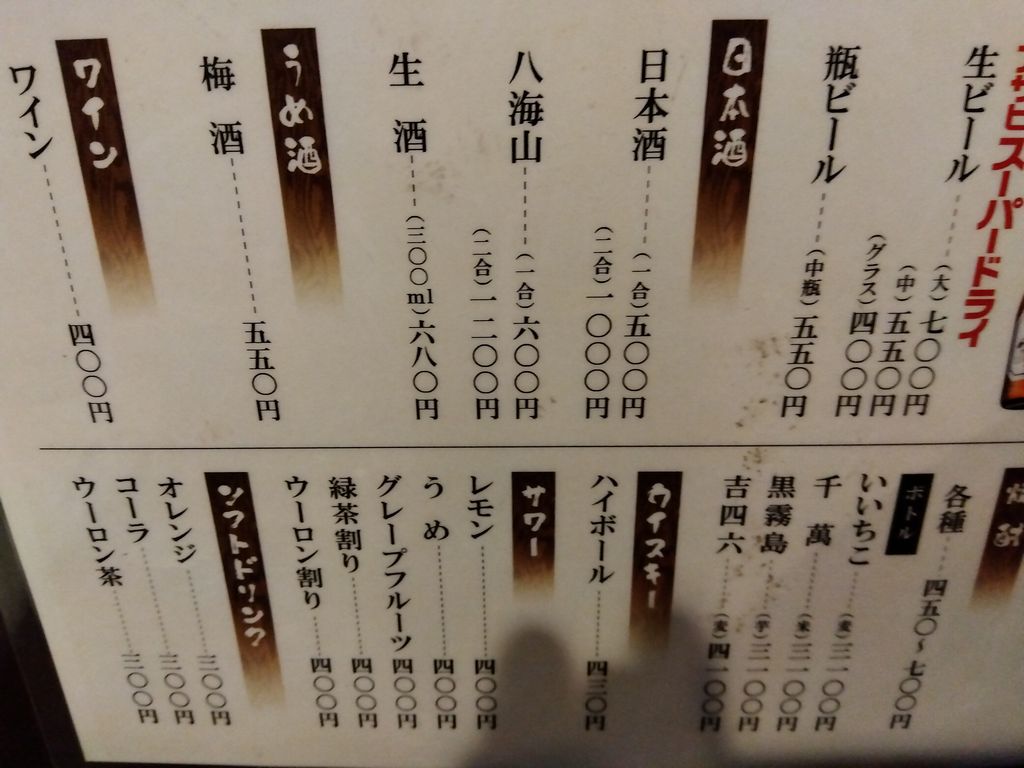 スーパードライ
生ビール (大)七〇〇円
(中)五五〇円
(グラス)四〇〇円
瓶ビール (中瓶)五五〇円
日本酒
日本酒 (一合)五〇〇円
(二合)一〇〇〇円
八海山 (一合)六〇〇円
(二合)一二〇〇円
生酒 (三〇〇ml)六八〇円
うめ酒
梅酒 五五〇円
ワイン
ワイン 四〇〇円
各種 四五〇〜七〇〇円
ボトル
いいちこ (麦)三一〇〇円
千萬 (米)三一〇〇円
黒霧島 (芋)三一〇〇円
吉四六 (麦)四一〇〇円
ウイスキー
ハイボール 四三〇円
サワー
レモン 四〇〇円
うめ 四〇〇円
グレープフルーツ 四〇〇円
緑茶割り 四〇〇円
ウーロン割り 四〇〇円
ソフトドリンク
オレンジ 三〇〇円
コーラ 三〇〇円
ウーロン茶 三〇〇円